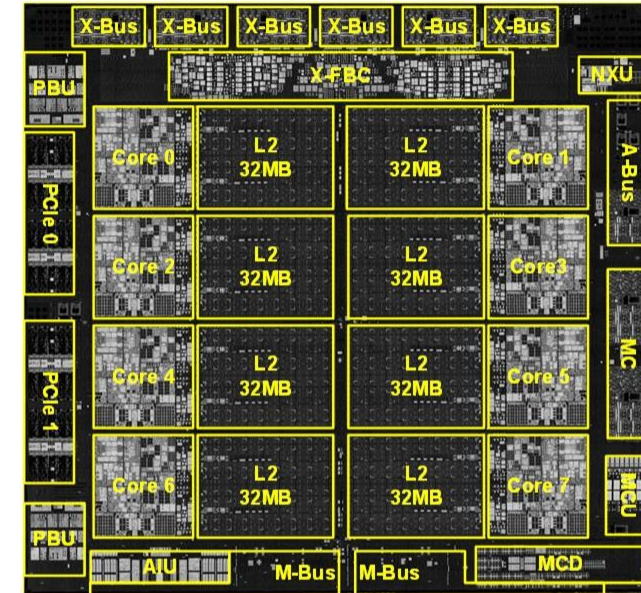 X-Bus X-Bus X-Bus X-Bus X-Bus X-Bus
PBU X-FBC NXU
Core 0 L2 32MB L2 32MB Core 1
A-Bus
PCIe 0
Core 2 L2 32MB L2 32MB Core3
Core 4 L2 32MB L2 32MB Core 5
MC
PCIe 1
Core 6 L2 32MB L2 32MB Core 7
MCU
PBU
AIU M-Bus M-Bus MCD